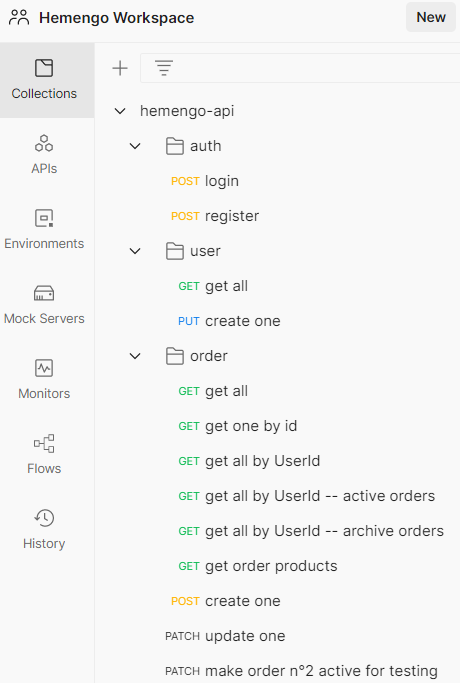 Hemengo Workspace
New
Collections
APIs
Environments
Mock Servers
Monitors
Flows
History
hemengo-api
auth
POST login
POST register
user
GET get all
PUT create one
order
GET get all
GET get one by id
GET get all by UserId
GET get all by UserId -- active orders
GET get all by UserId -- archive orders
GET get order products
POST create one
PATCH update one
PATCH make order n°2 active for testing